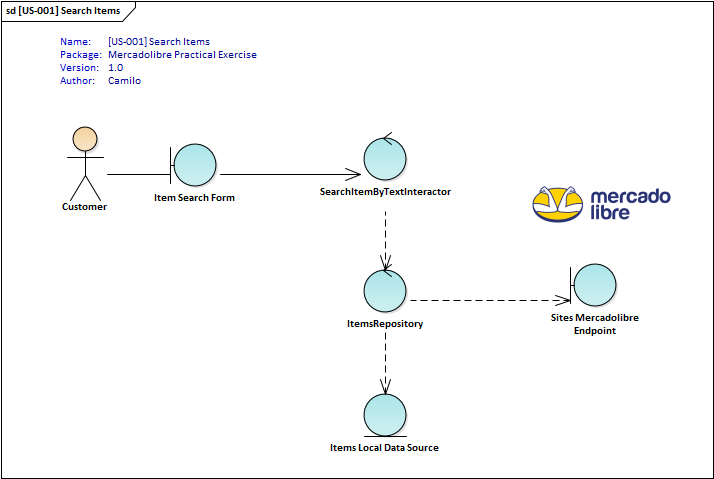 sd [US-001] Search Items
Name: [US-001] Search Items
Package: Mercadolibre Practical Exercise
Version: 1.0
Author: Camilo
Customer
Item Search Form
SearchItemByTextInteractor
mercado
libre
ItemsRepository
Sites Mercadolibre
Endpoint
Items Local Data Source